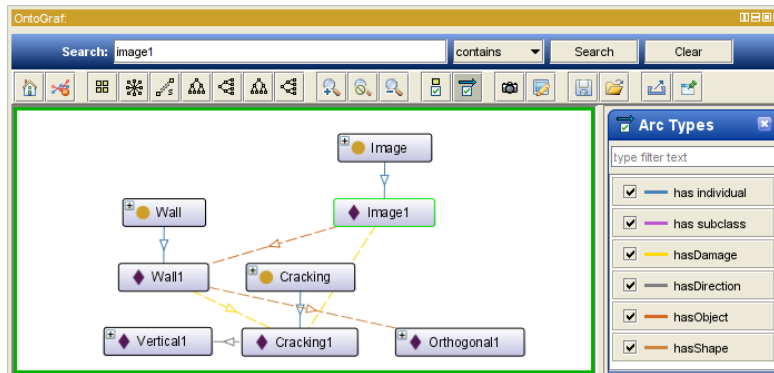 OntoGraf:
Search: image1 contains Search Clear
Arc Types
type filter text
has individual
has subclass
hasDamage
hasDirection
hasObject
hasShape
Image
Wall
Image1
Wall1
Cracking
Vertical1
Cracking1
Orthogonal1